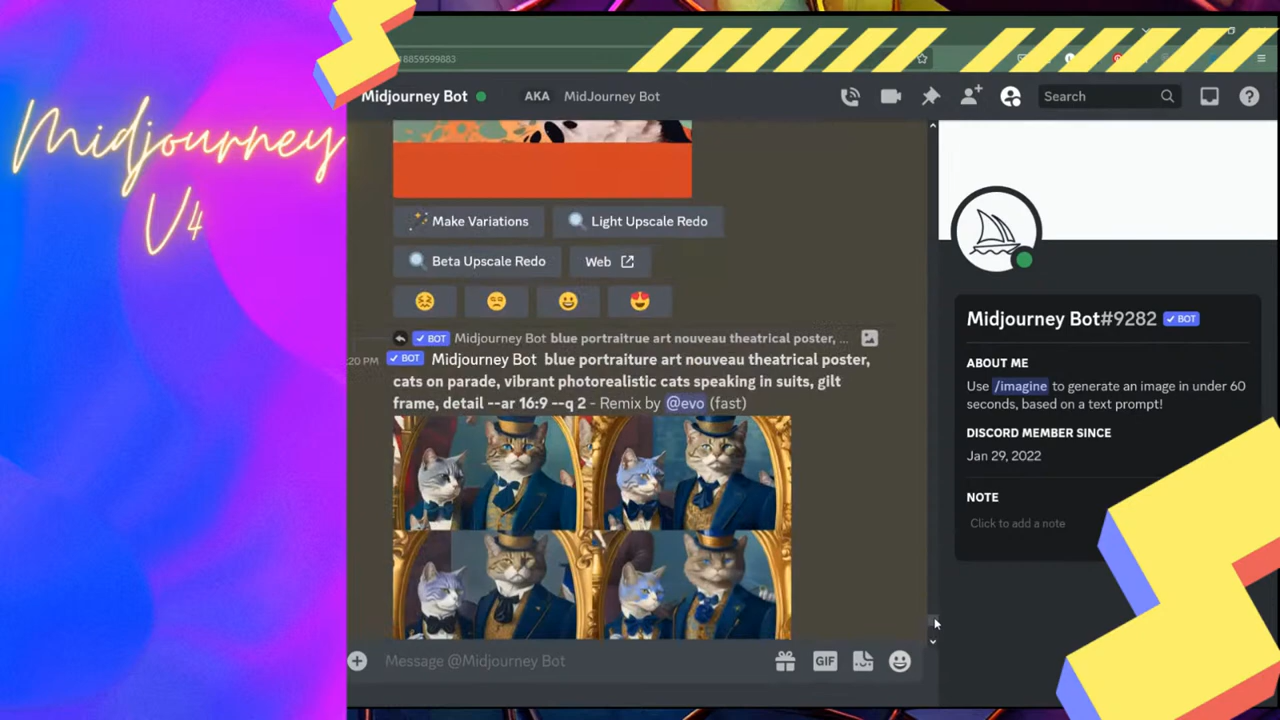 Midjourney
V4
8859599883
Midjourney Bot AKA MidJourney Bot
Search
Make Variations
Light Upscale Redo
Beta Upscale Redo
Web
BOT Midjourney Bot blue portraitrue art nouveau theatrical poster, ...
:20 PM BOT Midjourney Bot blue portraiture art nouveau theatrical poster,
cats on parade, vibrant photorealistic cats speaking in suits, gilt
frame, detail --ar 16:9 --q 2 - Remix by @evo (fast)
Message @Midjourney Bot
GIF
Midjourney Bot#9282 BOT
ABOUT ME
Use /imagine to generate an image in under 60
seconds, based on a text prompt!
DISCORD MEMBER SINCE
Jan 29, 2022
NOTE
Click to add a note